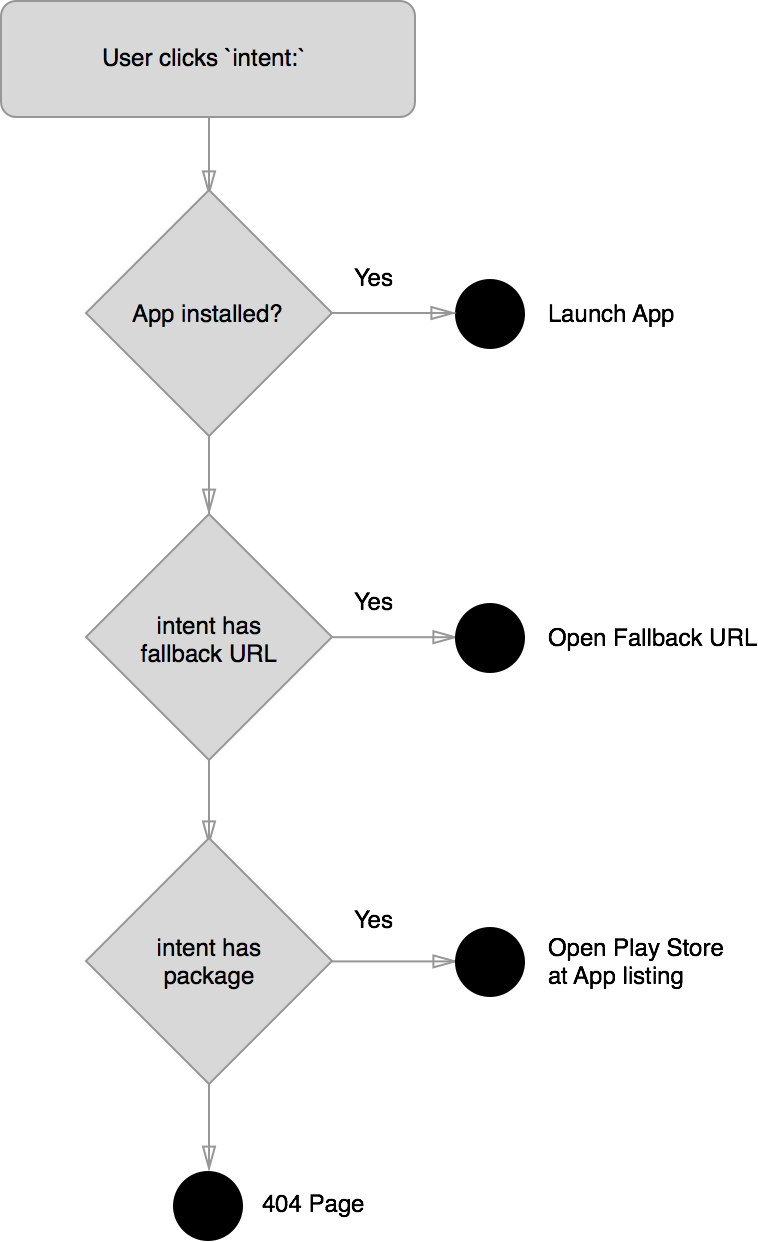 User clicks `intent:`
Yes
App installed?
Launch App
Yes
intent has
fallback URL
Open Fallback URL
Yes
intent has
package
Open Play Store
at App listing
404 Page